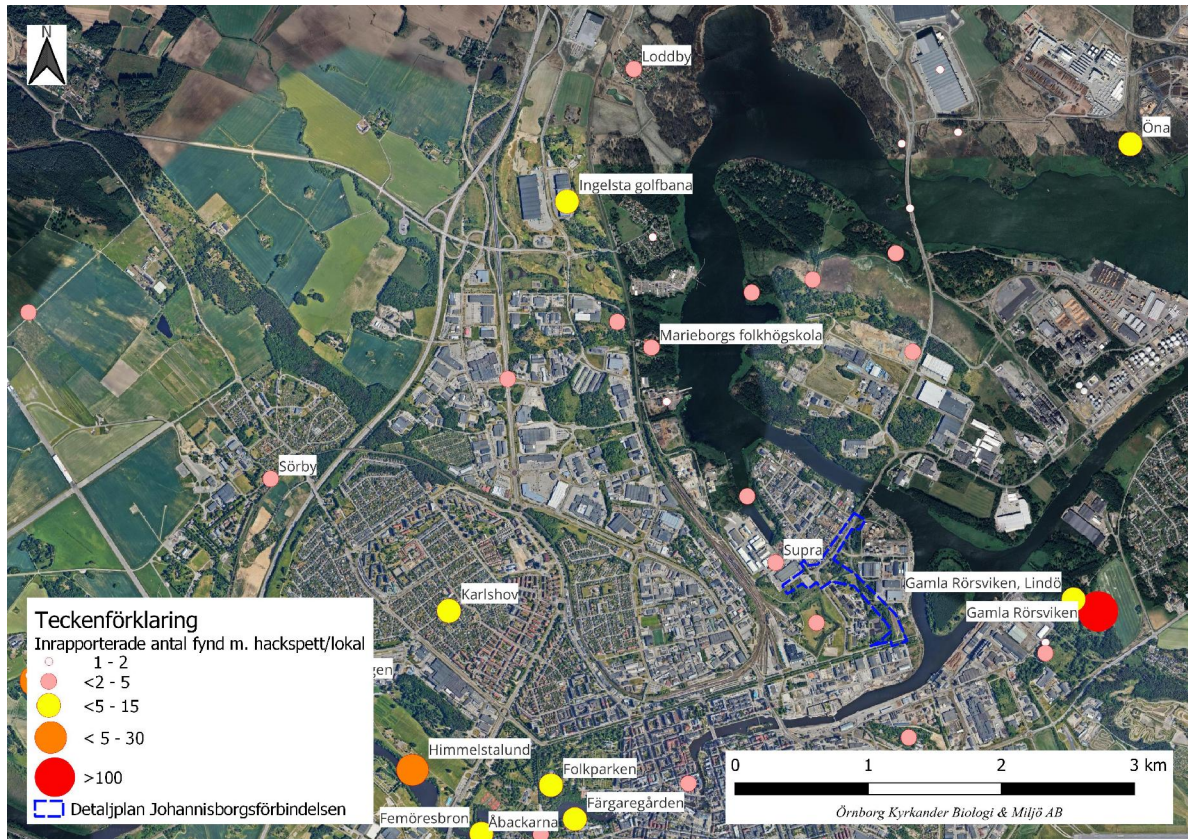 N
Loddby
Öna
Ingelsta golfbana
Marieborgs folkhögskola
Sörby
Supra
Karlshov
Gamla Rörsviken, Lindö
Gamla Rörsviken
gen
Himmelstalund
Folkparken
Färgaregården
Femöresbron
Åbackarna
Teckenförklaring
Inrapporterade antal fynd m. hackspett/lokal
1 - 2
<2 - 5
<5 - 15
< 5 - 30
>100
Detaljplan Johannisborgsförbindelsen
0 1 2 3 km
Örnborg Kyrkander Biologi & Miljö AB